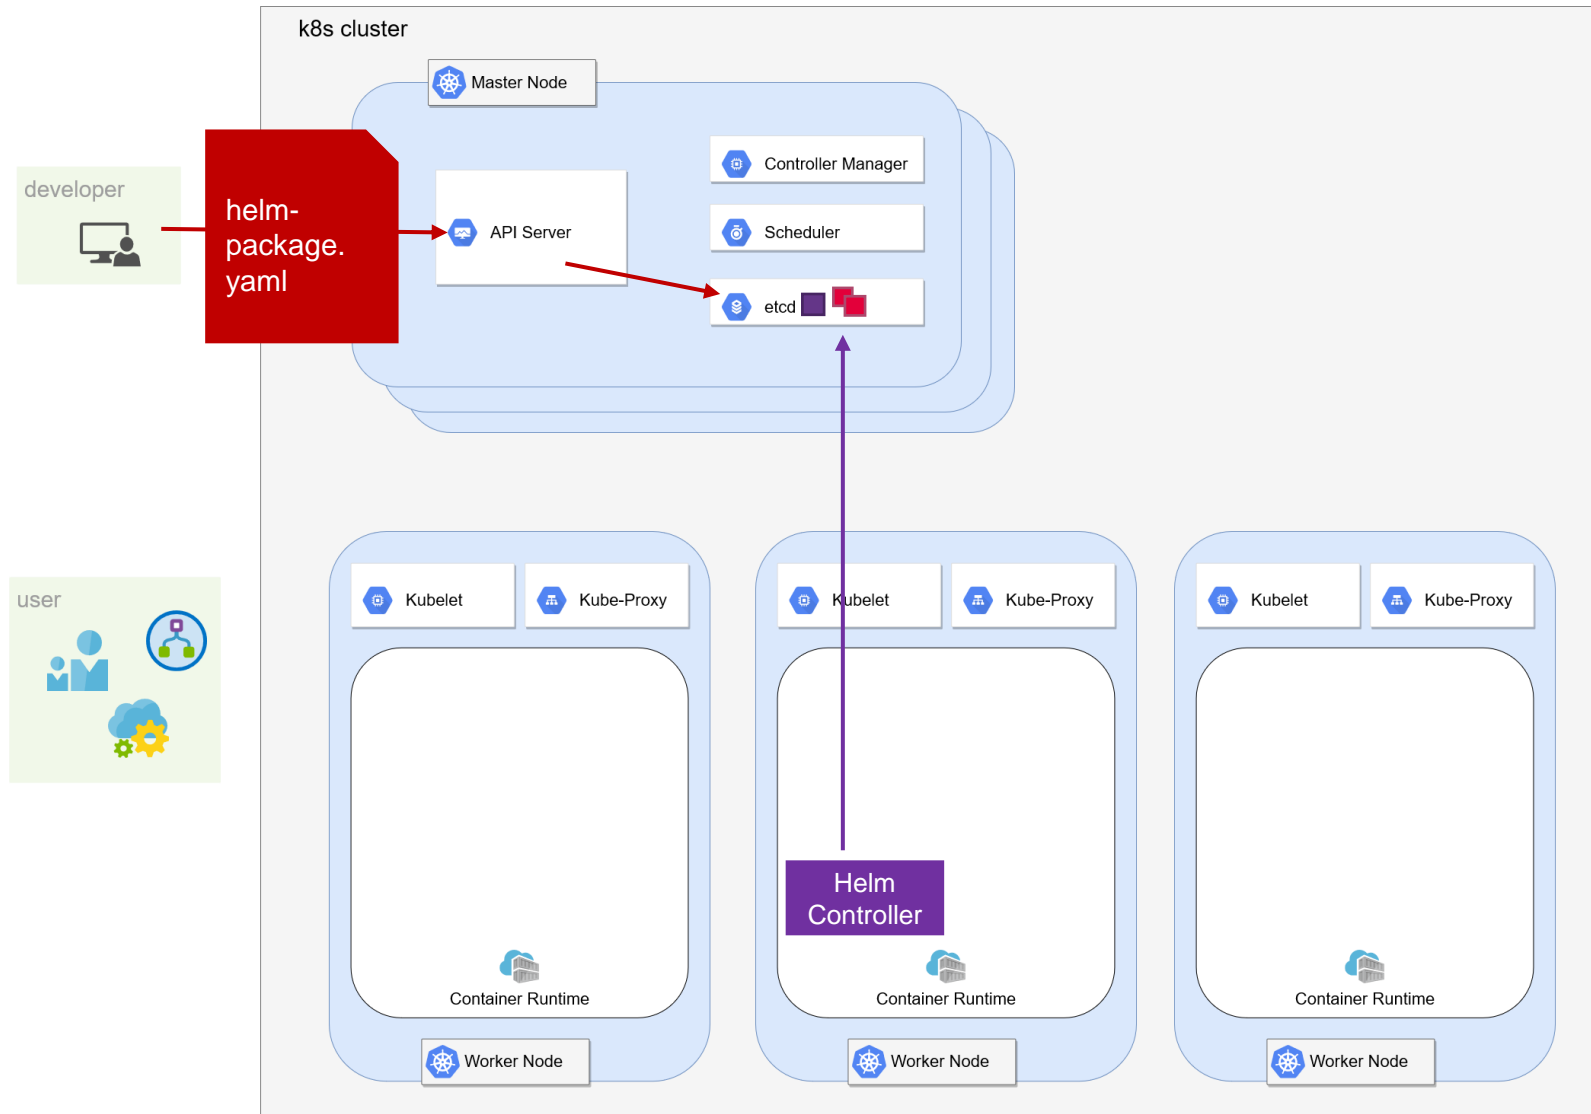 k8s cluster
Master Node
developer
helm-
package.
yaml
API Server
Controller Manager
Scheduler
etcd
user
Kubelet
Kube-Proxy
Kubelet
Kube-Proxy
Kubelet
Kube-Proxy
Helm
Controller
Container Runtime
Container Runtime
Container Runtime
Worker Node
Worker Node
Worker Node